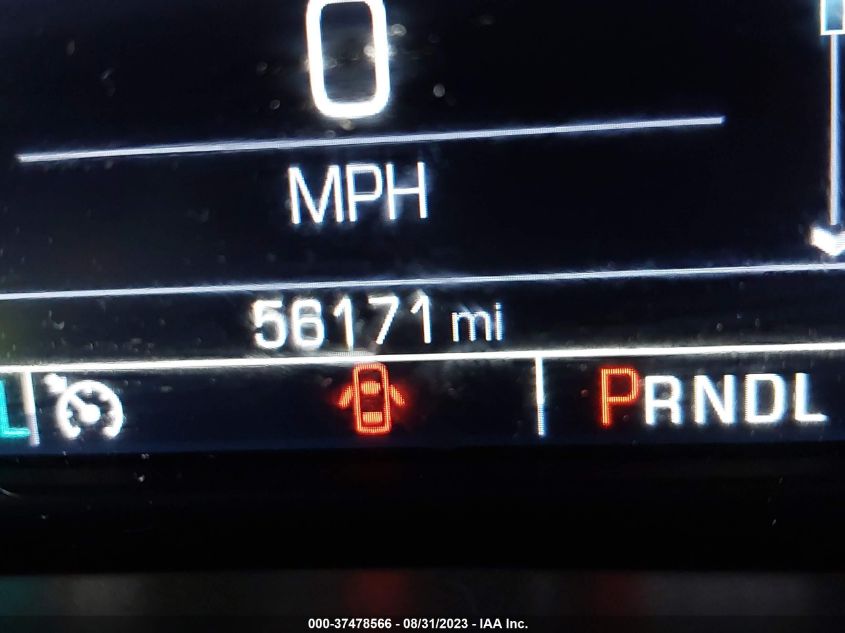 0
MPH
56171 mi
L
PRNDL
000-37478566 - 08/31/2023 - IAA Inc.